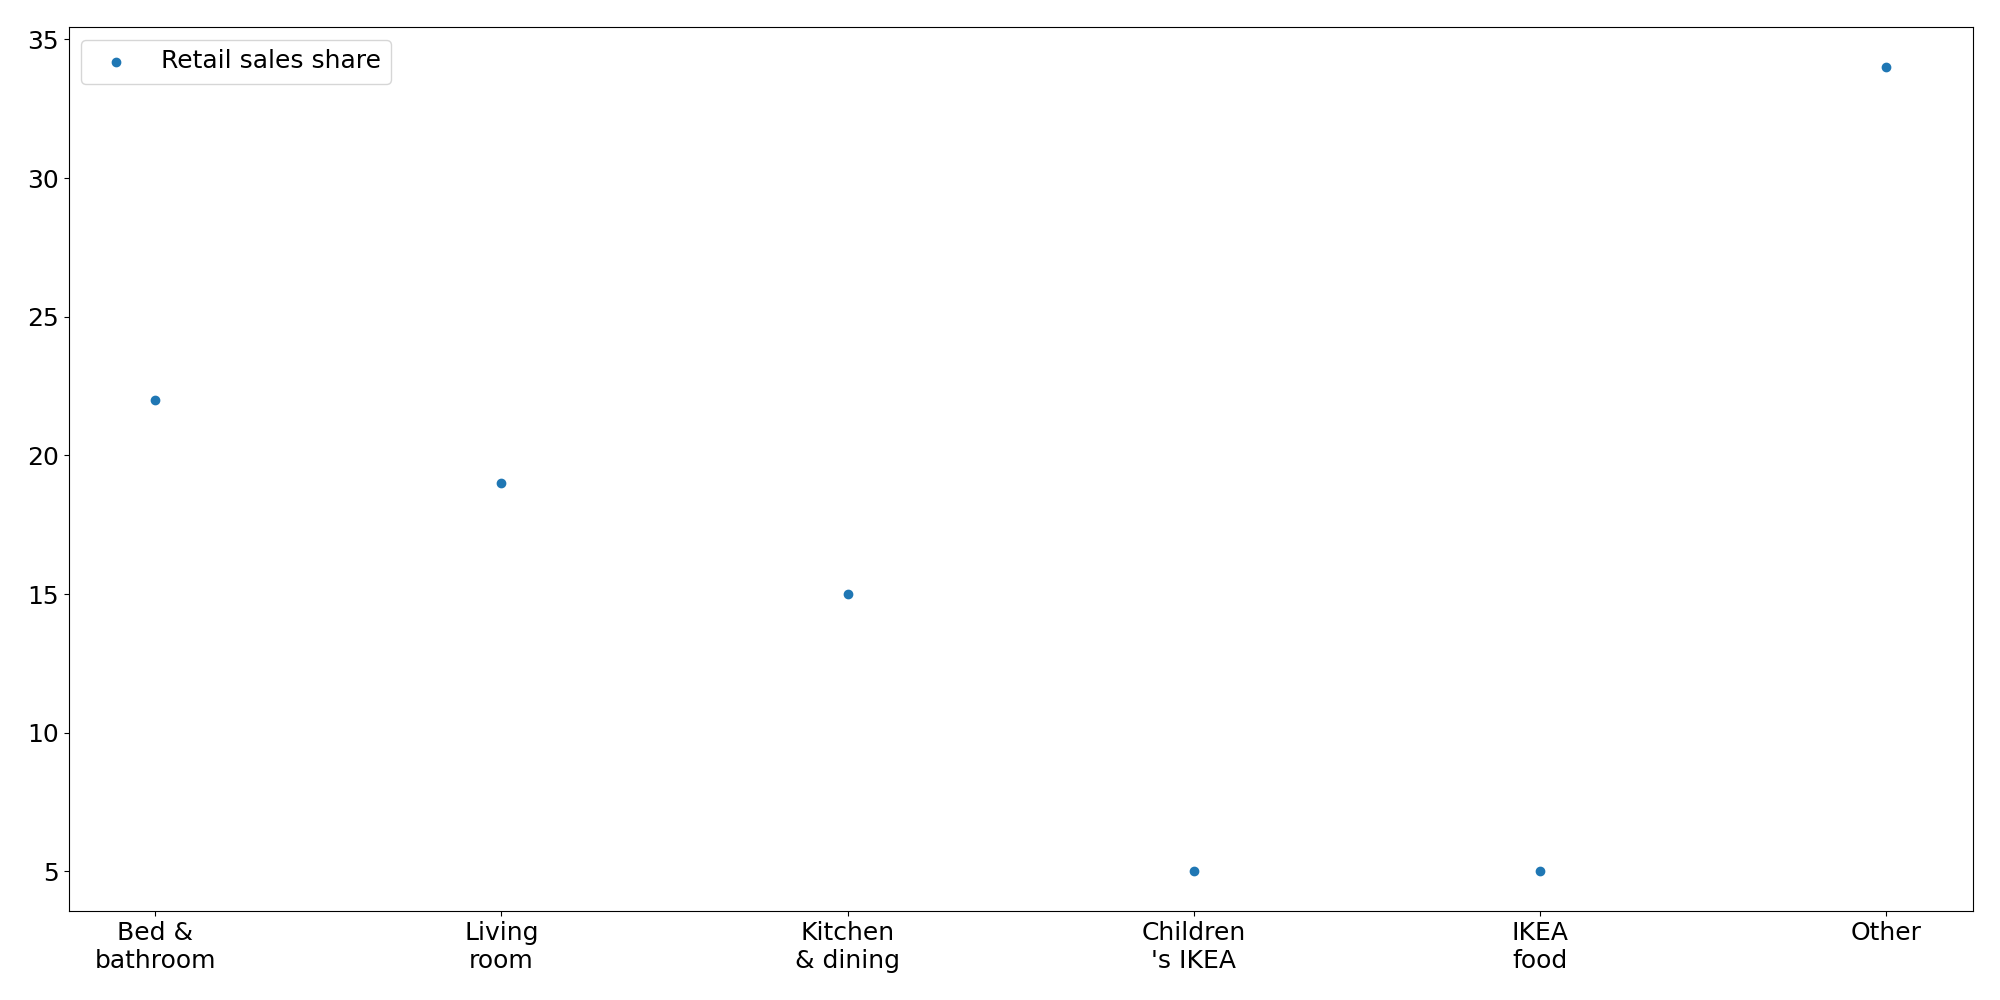 35
Retail sales share
30
25
20
15
10
5
Bed &
bathroom
Living
room
Kitchen
& dining
Children
's IKEA
IKEA
food
Other